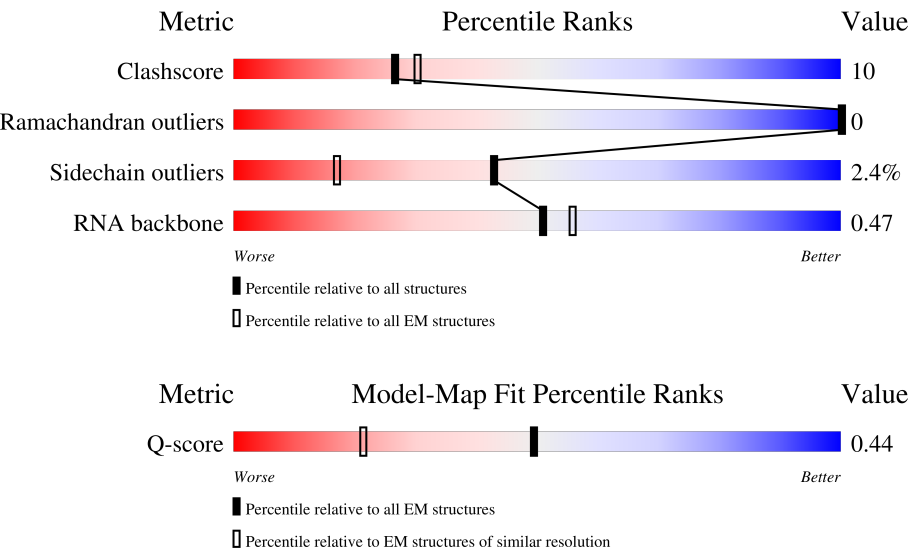 Metric Percentile Ranks Value
Clashscore 10
Ramachandran outliers 0
Sidechain outliers 2.4%
RNA backbone 0.47
Worse Better
Percentile relative to all structures
Percentile relative to all EM structures
Metric Model-Map Fit Percentile Ranks Value
Q-score 0.44
Worse Better
Percentile relative to all EM structures
Percentile relative to EM structures of similar resolution